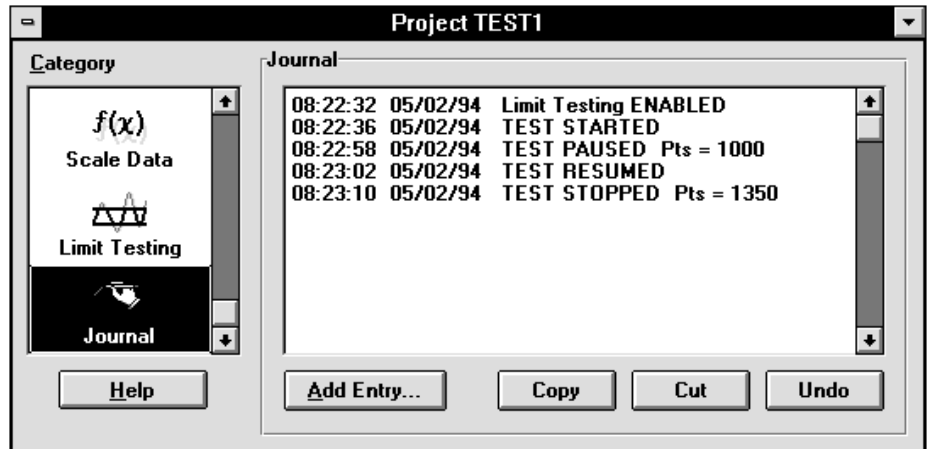 Project TEST1
Category
f(x)
Scale Data
Limit Testing
Journal
Help
Journal
08:22:32 05/02/94 Limit Testing ENABLED
08:22:36 05/02/94 TEST STARTED
08:22:58 05/02/94 TEST PAUSED Pts = 1000
08:23:02 05/02/94 TEST RESUMED
08:23:10 05/02/94 TEST STOPPED Pts = 1350
Add Entry... Copy Cut Undo